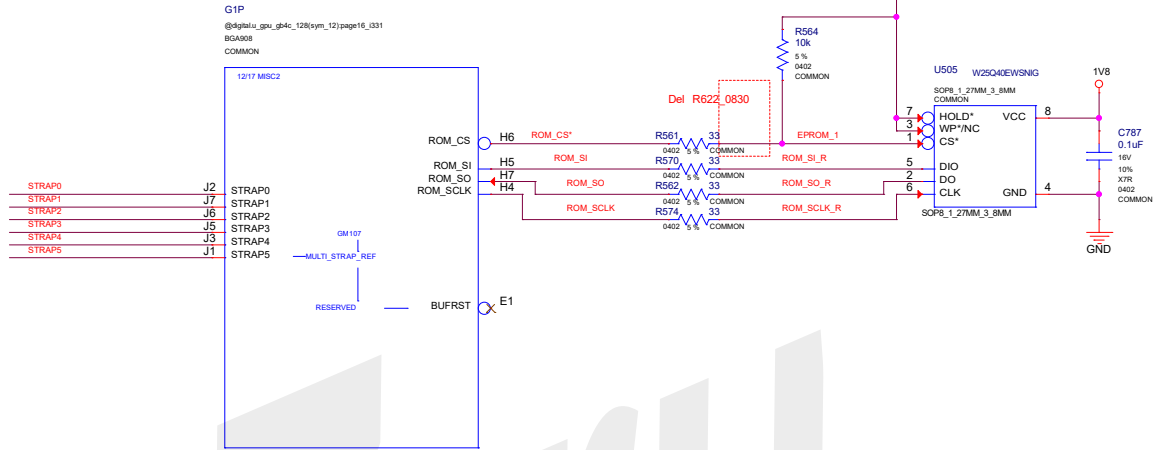 G1P
@digital.u_gpu_gb4c_128(sym_12):page16_i331
BGA908
COMMON
12/17 MISC2
ROM_CS H6
ROM_SI H5
ROM_SO H7
ROM_SCLK H4
STRAP0 J2 STRAP0
STRAP1 J7 STRAP1
STRAP2 J6 STRAP2
STRAP3 J5 STRAP3
STRAP4 J3 STRAP4
STRAP5 J1 STRAP5
GM107
MULTI_STRAP_REF
RESERVED
BUFRST E1
ROM_CS*
ROM_SI
ROM_SO
ROM_SCLK
Del R622_0830
R561 33
0402 5 % COMMON
R570 33
0402 5 % COMMON
R562 33
0402 5 % COMMON
R574 33
0402 5 % COMMON
R564
10k
5 %
0402
COMMON
EPROM_1
ROM_SI_R
ROM_SO_R
ROM_SCLK_R
U505 W25Q40EWSNIG
SOP8_1_27MM_3_8MM
COMMON
7 HOLD* VCC 8
3 WP*/NC
1 CS*
5 DIO
2 DO
6 CLK GND 4
SOP8_1_27MM_3_8MM
1V8
C787
0.1uF
16V
10%
X7R
0402
COMMON
GND